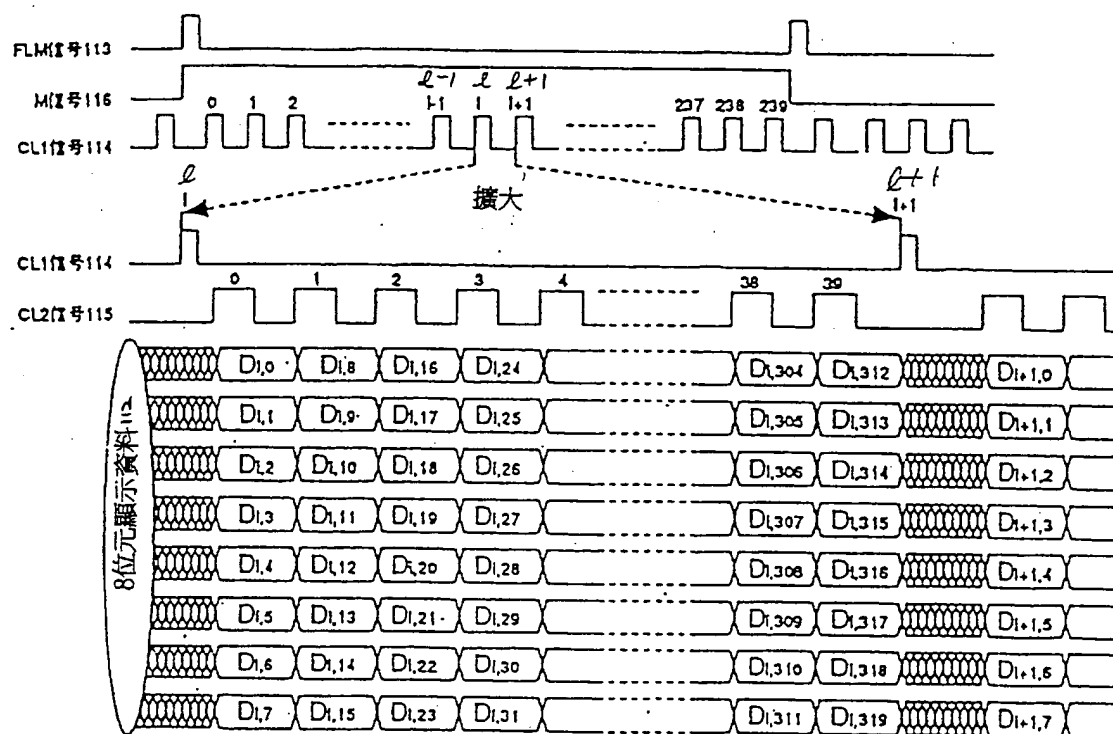 FLM信号113
M信号116
ℓ-1 ℓ ℓ+1
0 1 2 l-1 l l+1 237 238 239
CL1信号114
擴大
ℓ ℓ+1
l l+1
CL1信号114
0 1 2 3 4 38 39
CL2信号115
8位元顯示資料112
Dl,0 Dl,8 Dl,16 Dl,24 Dl,304 Dl,312 Dl+1,0
Dl,1 Dl,9 Dl,17 Dl,25 Dl,305 Dl,313 Dl+1,1
Dl,2 Dl,10 Dl,18 Dl,26 Dl,306 Dl,314 Dl+1,2
Dl,3 Dl,11 Dl,19 Dl,27 Dl,307 Dl,315 Dl+1,3
Dl,4 Dl,12 Dl,20 Dl,28 Dl,308 Dl,316 Dl+1,4
Dl,5 Dl,13 Dl,21 Dl,29 Dl,309 Dl,317 Dl+1,5
Dl,6 Dl,14 Dl,22 Dl,30 Dl,310 Dl,318 Dl+1,6
Dl,7 Dl,15 Dl,23 Dl,31 Dl,311 Dl,319 Dl+1,7